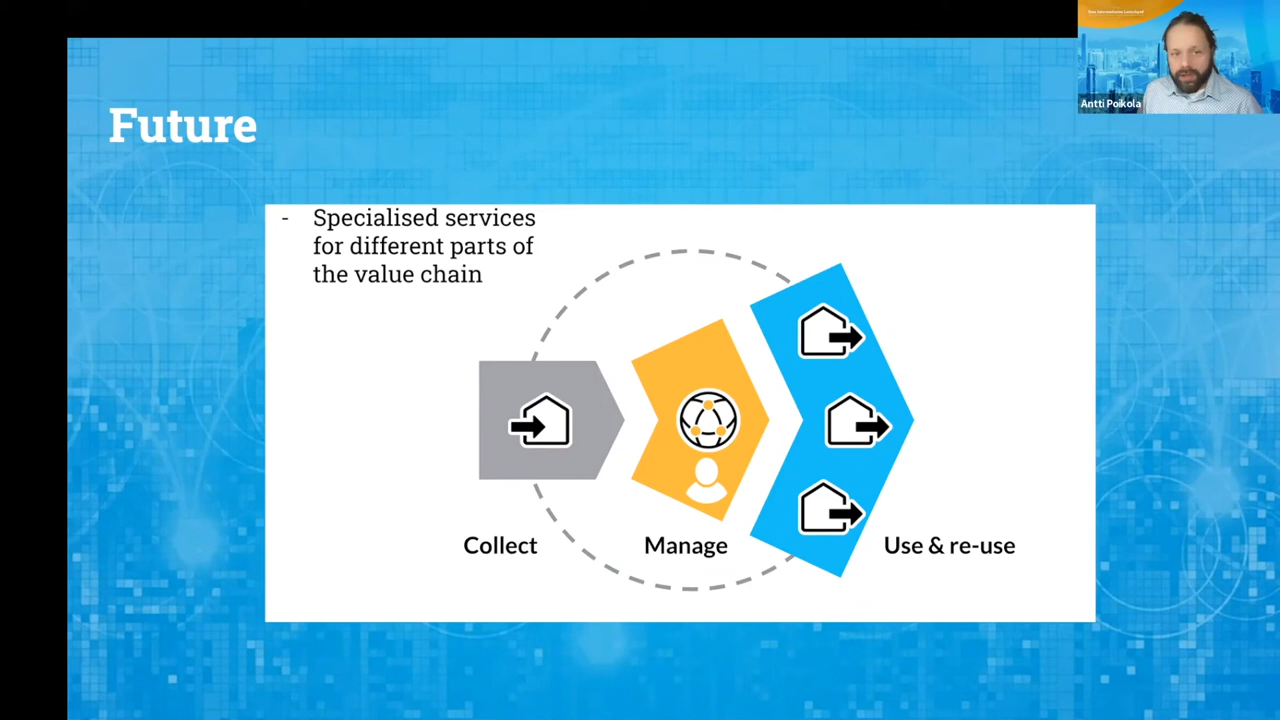 Future
- Specialised services
for different parts of
the value chain
Collect
Manage
Use & re-use
Antti Poikola